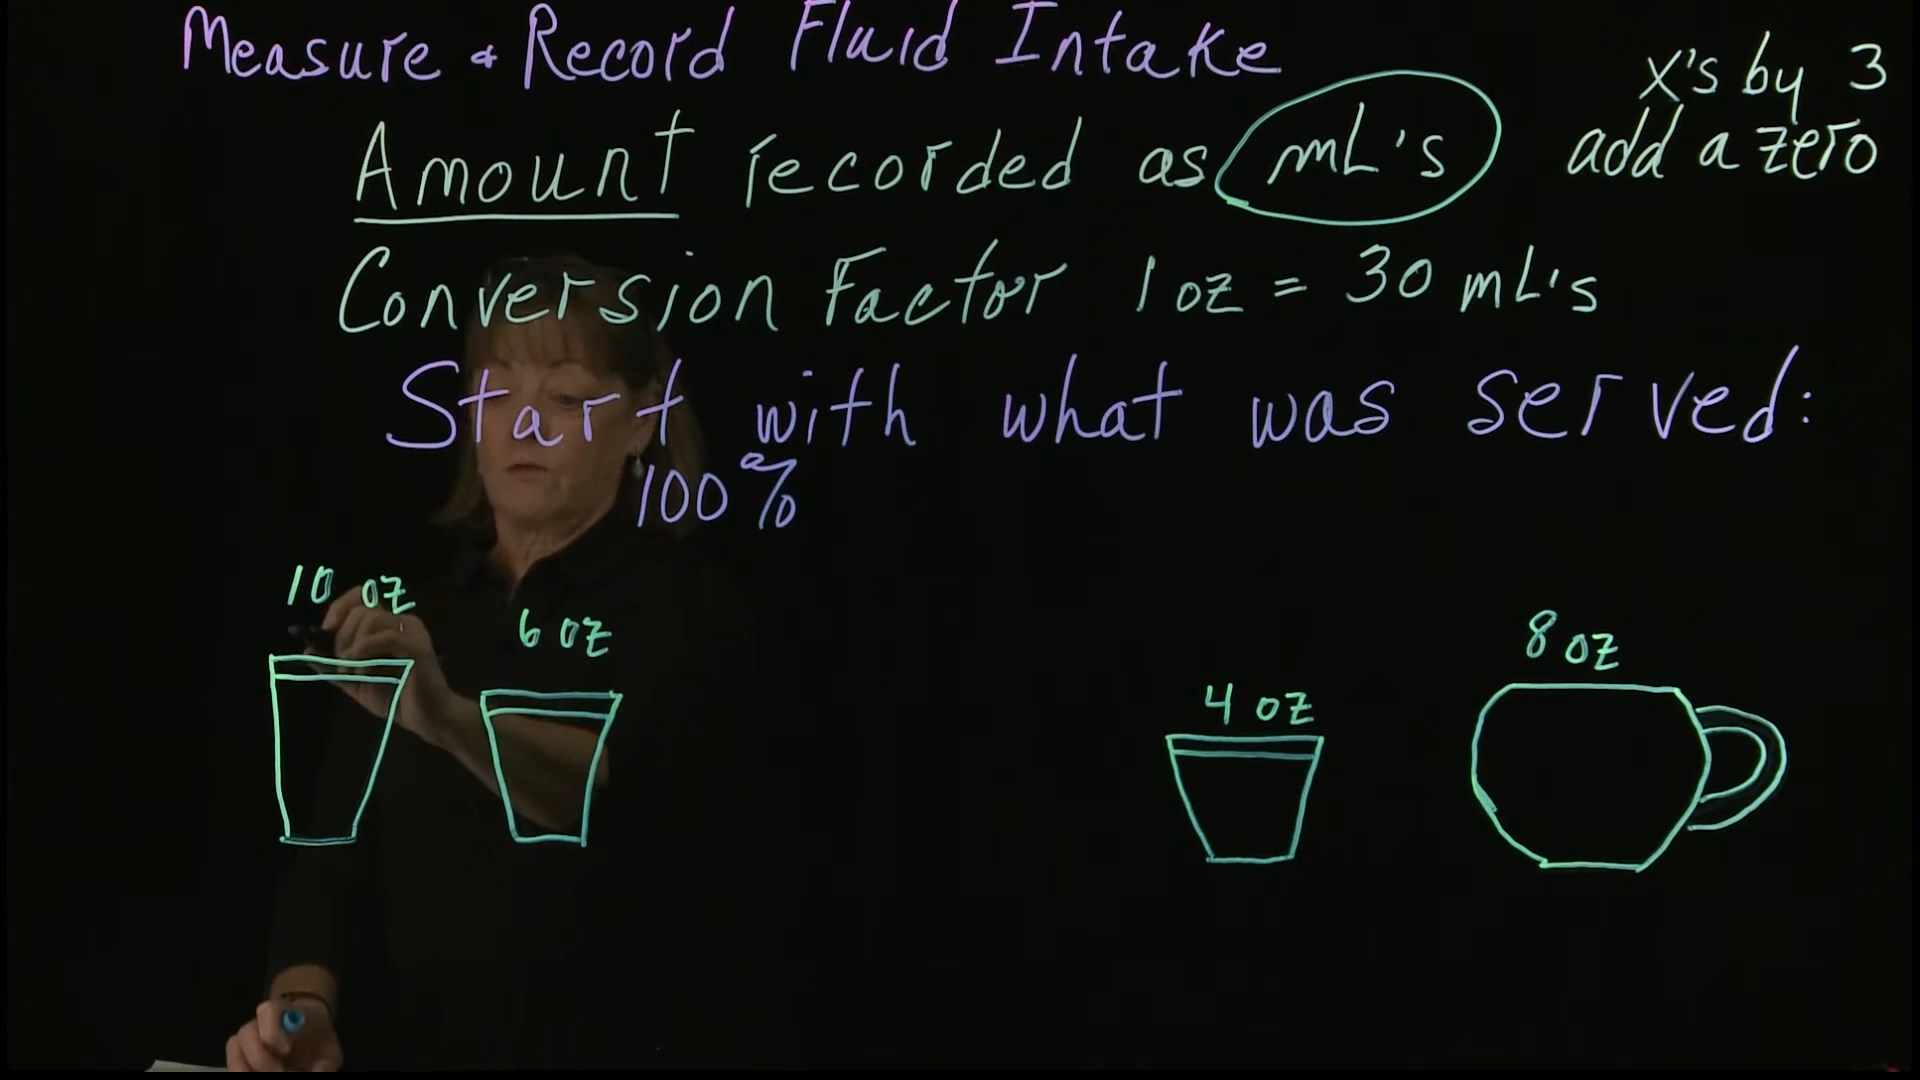 Measure & Record Fluid Intake
x's by 3
add a zero
Amount recorded as mL's
Conversion Factor 1 oz = 30 mL's
Start with what was served:
100%
10 oz
6 oz
4 oz
8 oz